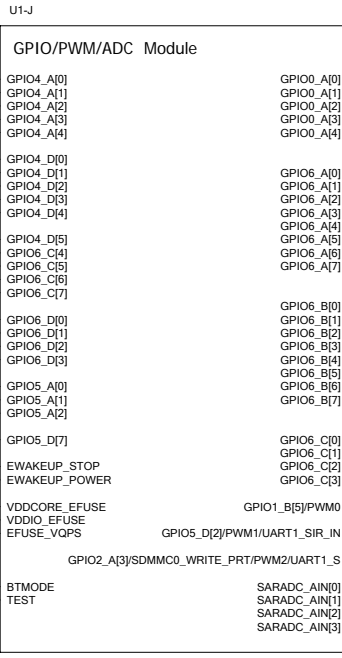 U1-J
GPIO/PWM/ADC Module
GPIO4_A[0] GPIO0_A[0]
GPIO4_A[1] GPIO0_A[1]
GPIO4_A[2] GPIO0_A[2]
GPIO4_A[3] GPIO0_A[3]
GPIO4_A[4] GPIO0_A[4]
GPIO4_D[0]
GPIO4_D[1] GPIO6_A[0]
GPIO4_D[2] GPIO6_A[1]
GPIO4_D[3] GPIO6_A[2]
GPIO4_D[4] GPIO6_A[3]
GPIO6_A[4]
GPIO4_D[5] GPIO6_A[5]
GPIO6_C[4] GPIO6_A[6]
GPIO6_C[5] GPIO6_A[7]
GPIO6_C[6]
GPIO6_C[7]
GPIO6_B[0]
GPIO6_D[0] GPIO6_B[1]
GPIO6_D[1] GPIO6_B[2]
GPIO6_D[2] GPIO6_B[3]
GPIO6_D[3] GPIO6_B[4]
GPIO6_B[5]
GPIO5_A[0] GPIO6_B[6]
GPIO5_A[1] GPIO6_B[7]
GPIO5_A[2]
GPIO5_D[7] GPIO6_C[0]
GPIO6_C[1]
EWAKEUP_STOP GPIO6_C[2]
EWAKEUP_POWER GPIO6_C[3]
VDDCORE_EFUSE GPIO1_B[5]/PWM0
VDDIO_EFUSE
EFUSE_VQPS GPIO5_D[2]/PWM1/UART1_SIR_IN
GPIO2_A[3]/SDMMC0_WRITE_PRT/PWM2/UART1_S
BTMODE SARADC_AIN[0]
TEST SARADC_AIN[1]
SARADC_AIN[2]
SARADC_AIN[3]